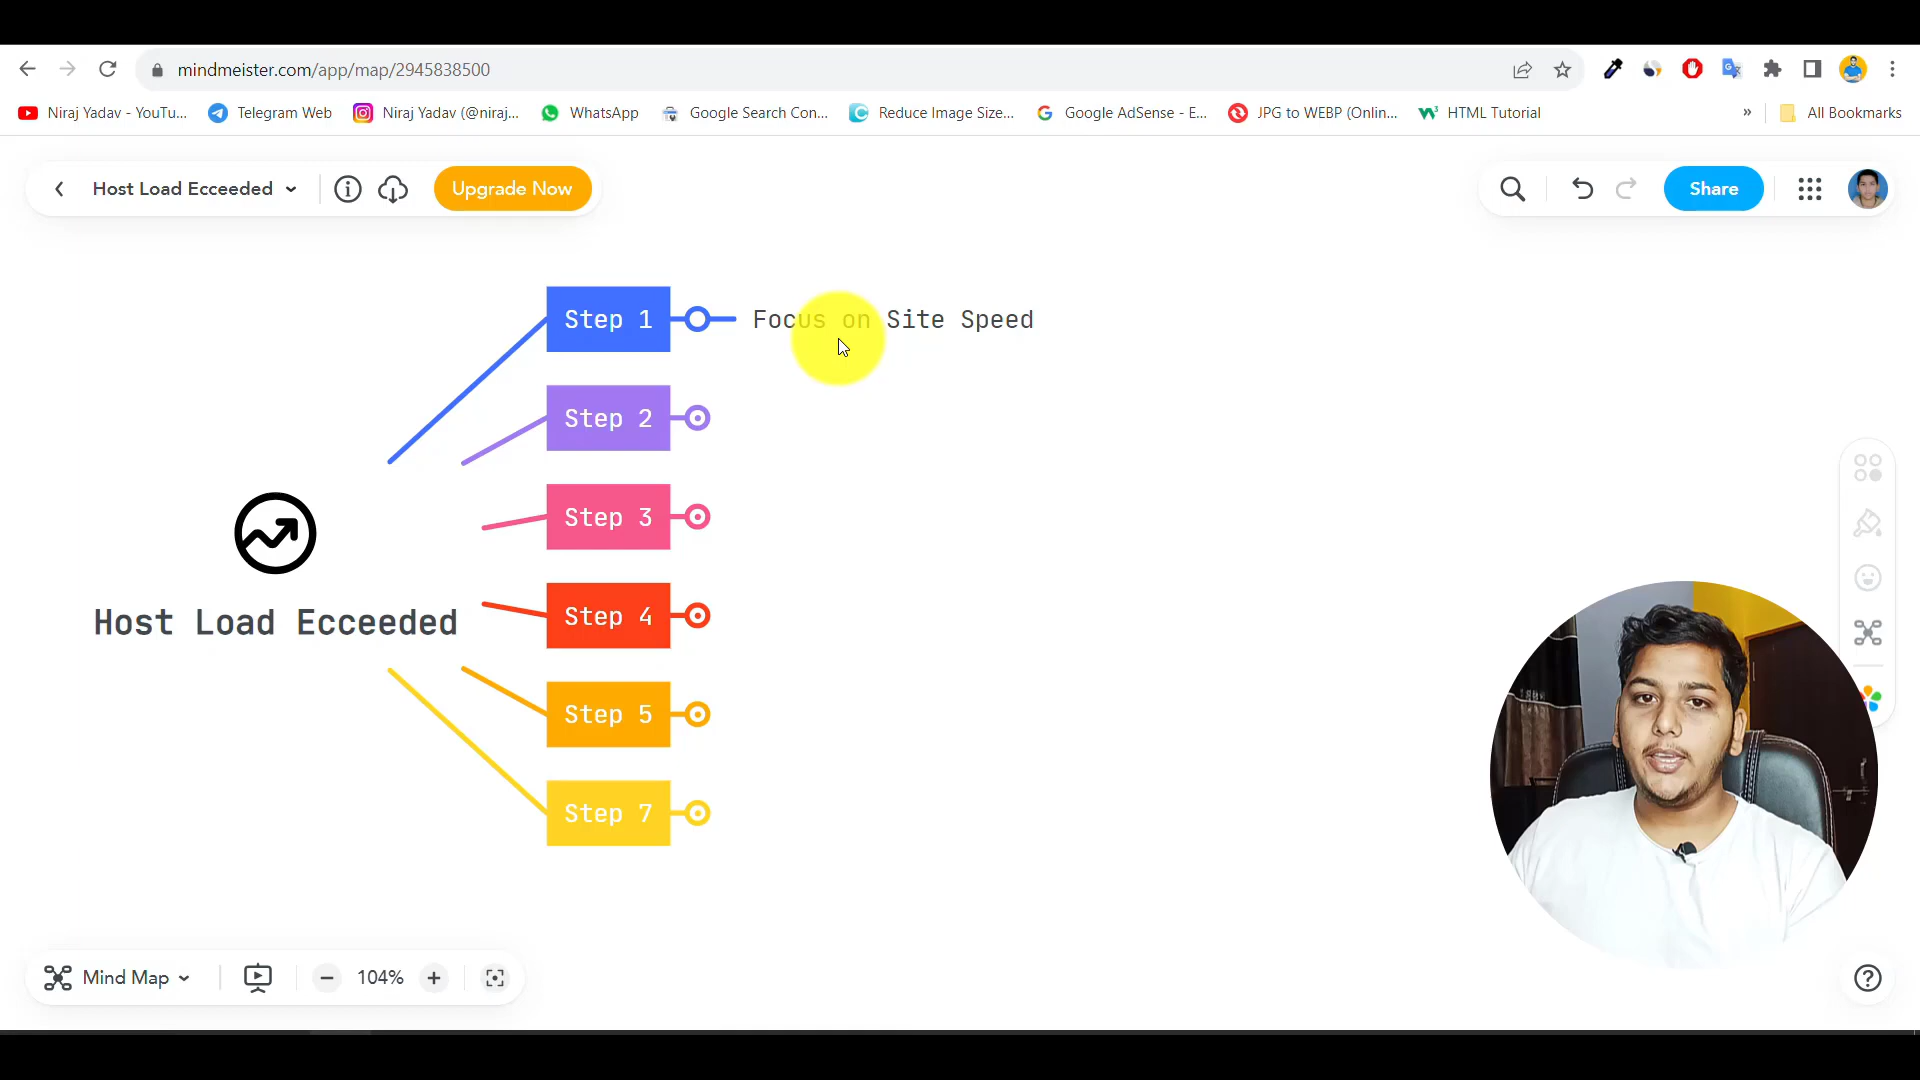 mindmeister.com/app/map/2945838500
Niraj Yadav - YouTu... Telegram Web Niraj Yadav (@niraj... WhatsApp Google Search Con... Reduce Image Size... Google AdSense - E... JPG to WEBP (Onlin... HTML Tutorial » All Bookmarks
Host Load Ecceeded Upgrade Now Share
Step 1 Focus on Site Speed
Step 2
Step 3
Step 4
Host Load Ecceeded
Step 5
Step 7
Mind Map 104%